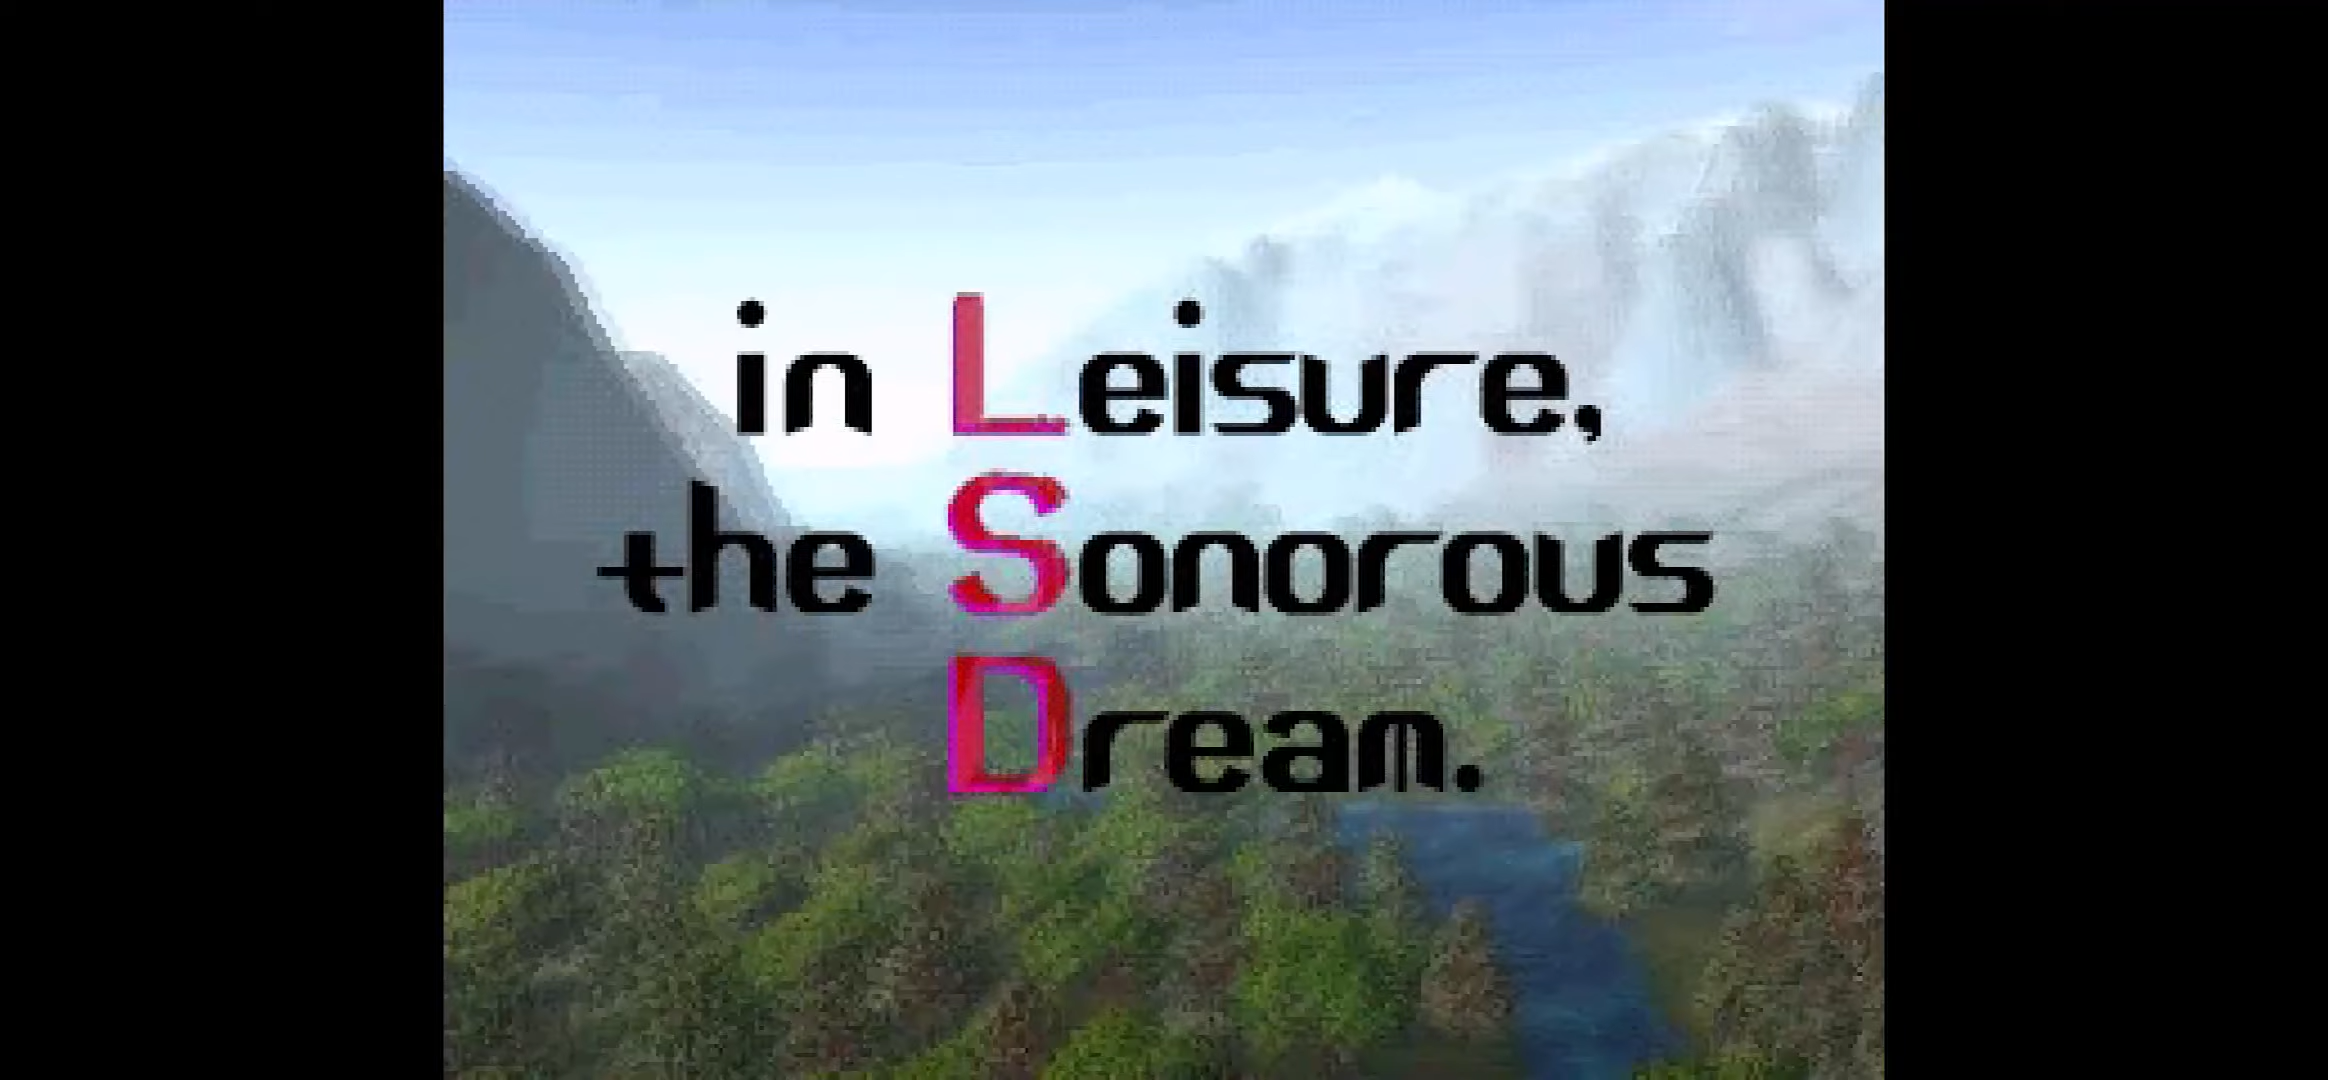 in Leisure,
the Sonorous
Dream.